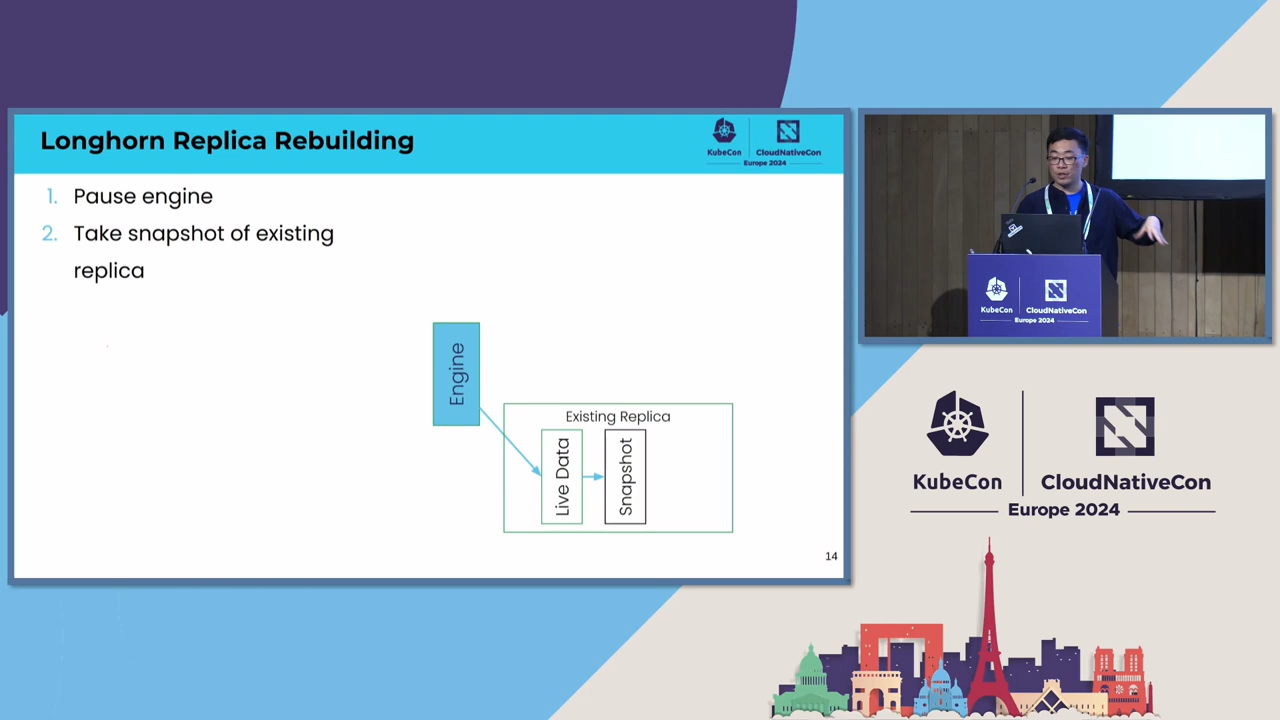 Longhorn Replica Rebuilding
KubeCon
CloudNativeCon
Europe 2024
1. Pause engine
2. Take snapshot of existing
replica
Engine
Existing Replica
Live Data
Snapshot
14
KubeCon
CloudNativeCon
Europe 2024
KubeCon
CloudNativeCon
Europe 2024